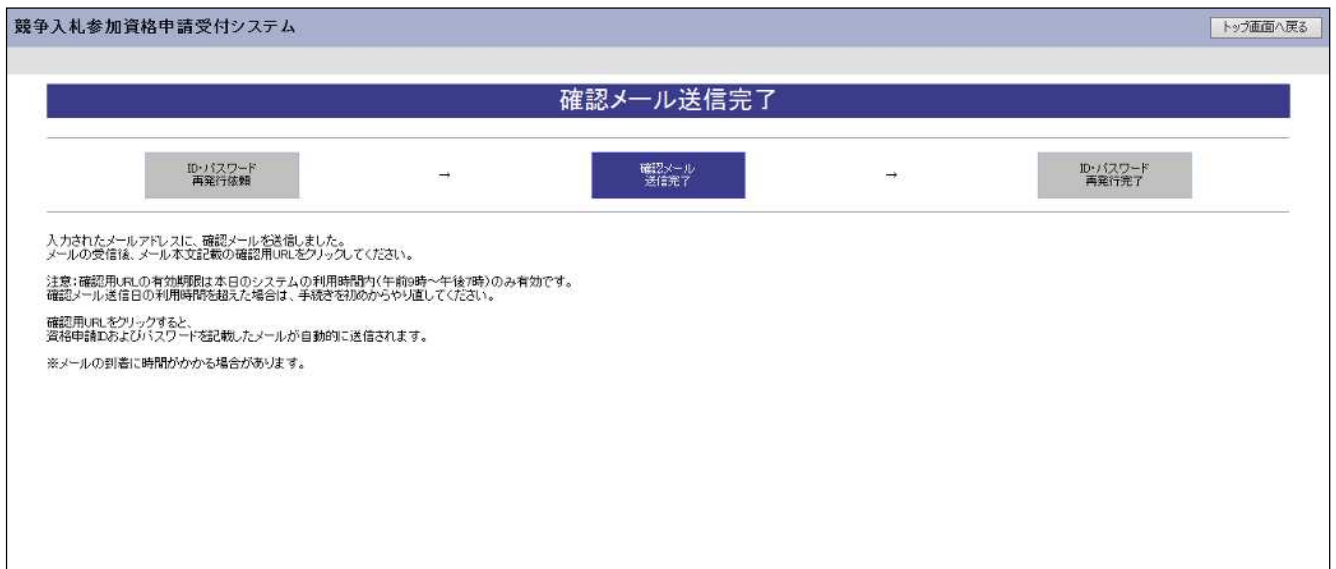 競争入札参加資格申請受付システム
トップ画面へ戻る
確認メール送信完了
ID・パスワード
再発行依頼
→
確認メール
送信完了
→
ID・パスワード
再発行完了
入力されたメールアドレスに、確認メールを送信しました。
メールの受信後、メール本文記載の確認用URLをクリックしてください。
注意:確認用URLの有効期限は本日のシステムの利用時間内(午前9時～午後7時)のみ有効です。
確認メール送信日の利用時間を超えた場合は、手続きを初めからやり直してください。
確認用URLをクリックすると、
資格申請IDおよびパスワードを記載したメールが自動的に送信されます。
※メールの到着に時間がかかる場合があります。